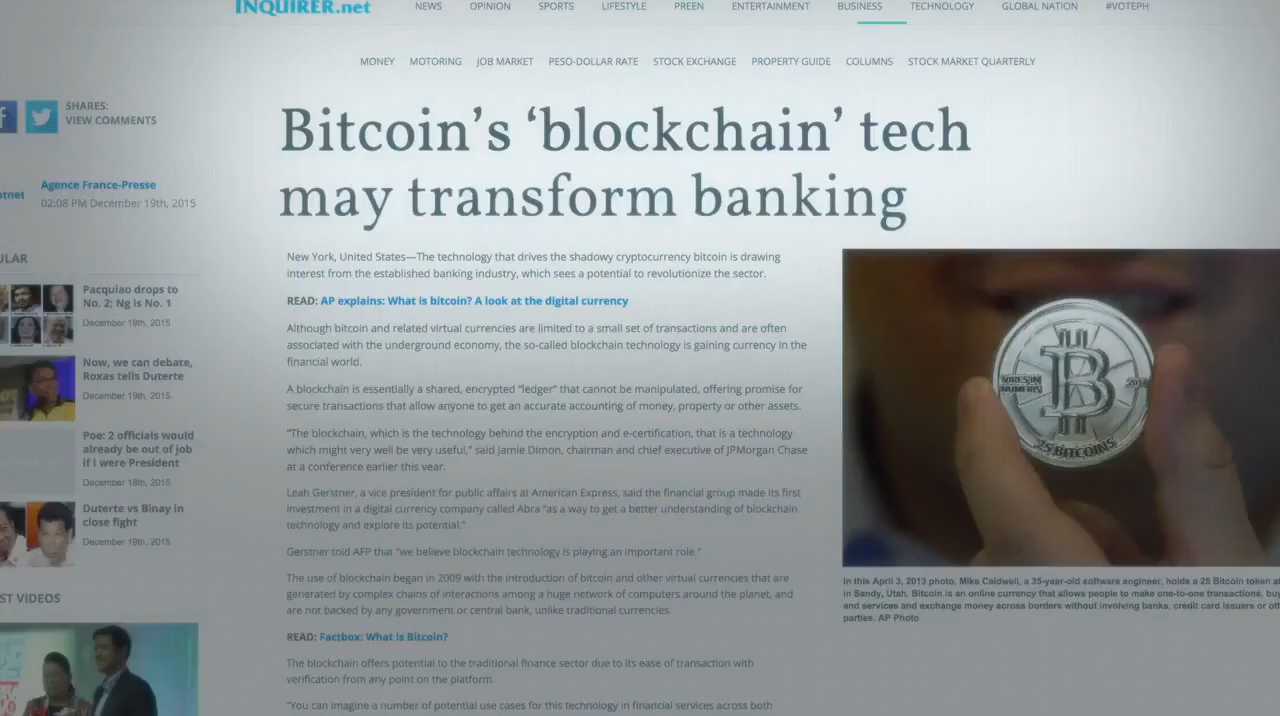 INQUIRER.net
NEWS OPINION SPORTS LIFESTYLE PREEN ENTERTAINMENT BUSINESS TECHNOLOGY GLOBAL NATION #VOTEPH
MONEY MOTORING JOB MARKET PESO-DOLLAR RATE STOCK EXCHANGE PROPERTY GUIDE COLUMNS STOCK MARKET QUARTERLY
SHARES:
VIEW COMMENTS
Bitcoin’s ‘blockchain’ tech
may transform banking
Agence France-Presse
02:08 PM December 19th, 2015
Pacquiao drops to
No. 2; Ng is No. 1
December 19th, 2015
Now, we can debate,
Roxas tells Duterte
December 19th, 2015
Poe: 2 officials would
already be out of job
if I were President
December 18th, 2015
Duterte vs Binay in
close fight
December 19th, 2015
VIDEOS
New York, United States—The technology that drives the shadowy cryptocurrency bitcoin is drawing
interest from the established banking industry, which sees a potential to revolutionize the sector.
READ: AP explains: What is bitcoin? A look at the digital currency
Although bitcoin and related virtual currencies are limited to a small set of transactions and are often
associated with the underground economy, the so-called blockchain technology is gaining currency in the
financial world.
A blockchain is essentially a shared, encrypted “ledger” that cannot be manipulated, offering promise for
secure transactions that allow anyone to get an accurate accounting of money, property or other assets.
“The blockchain, which is the technology behind the encryption and e-certification, that is a technology
which might very well be very useful,” said Jamie Dimon, chairman and chief executive of JPMorgan Chase
at a conference earlier this year.
Leah Gerstner, a vice president for public affairs at American Express, said the financial group made its first
investment in a digital currency company called Abra “as a way to get a better understanding of blockchain
technology and explore its potential.”
Gerstner told AFP that “we believe blockchain technology is playing an important role.”
The use of blockchain began in 2009 with the introduction of bitcoin and other virtual currencies that are
generated by complex chains of interactions among a huge network of computers around the planet, and
are not backed by any government or central bank, unlike traditional currencies.
READ: Factbox: What is Bitcoin?
The blockchain offers potential to the traditional finance sector due to its ease of transaction with
verification from any point on the platform.
“You can imagine a number of potential use cases for this technology in financial services across both
VIRES IN
NUMERIS
25 BITCOINS
In this April 3, 2013 photo, Mike Caldwell, a 35-year-old software engineer, holds a 25 Bitcoin token
in Sandy, Utah. Bitcoin is an online currency that allows people to make one-to-one transactions, buy
and services and exchange money across borders without involving banks, credit card issuers or
parties. AP Photo